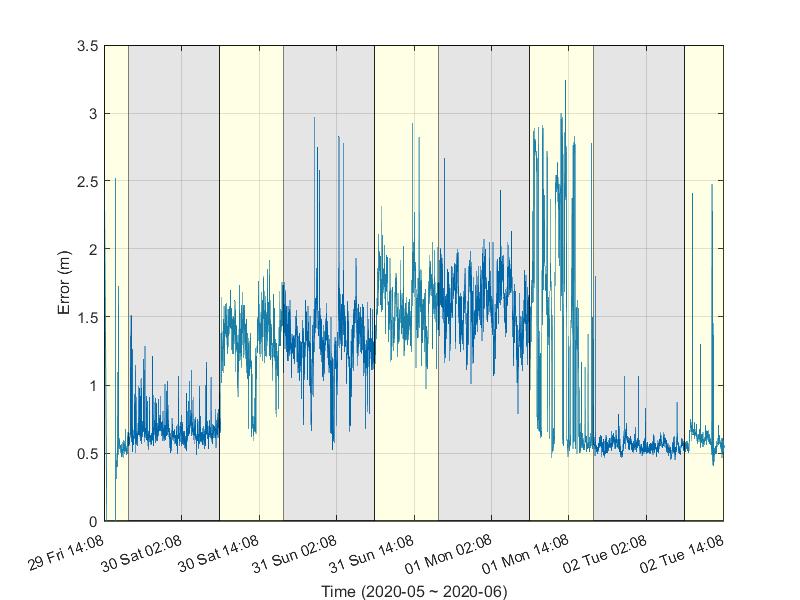 3.5
3
2.5
2
1.5
1
0.5
0
Error (m)
29 Fri 14:08
30 Sat 02:08
30 Sat 14:08
31 Sun 02:08
31 Sun 14:08
01 Mon 02:08
01 Mon 14:08
02 Tue 02:08
02 Tue 14:08
Time (2020-05 ~ 2020-06)